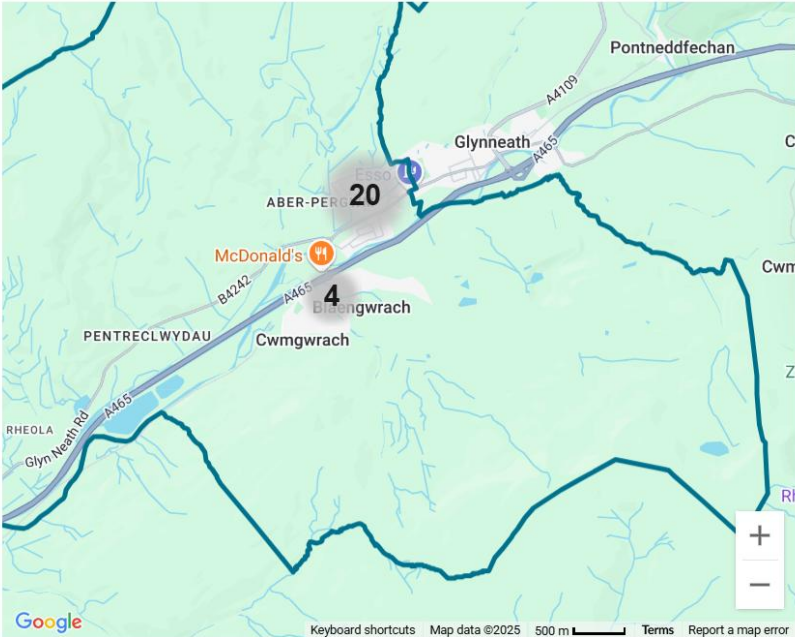 Pontneddfechan
A4109
Glynneath
A465
Esso
20
ABER-PERG
McDonald's
B4242
A465
4
Blaengwrach
Cwmgwrach
PENTRECLWYDAU
A465
RHEOLA
Glyn Neath Rd
C
Cwm
Z
Rh
+
−
Google
Keyboard shortcuts Map data ©2025 500 m Terms Report a map error